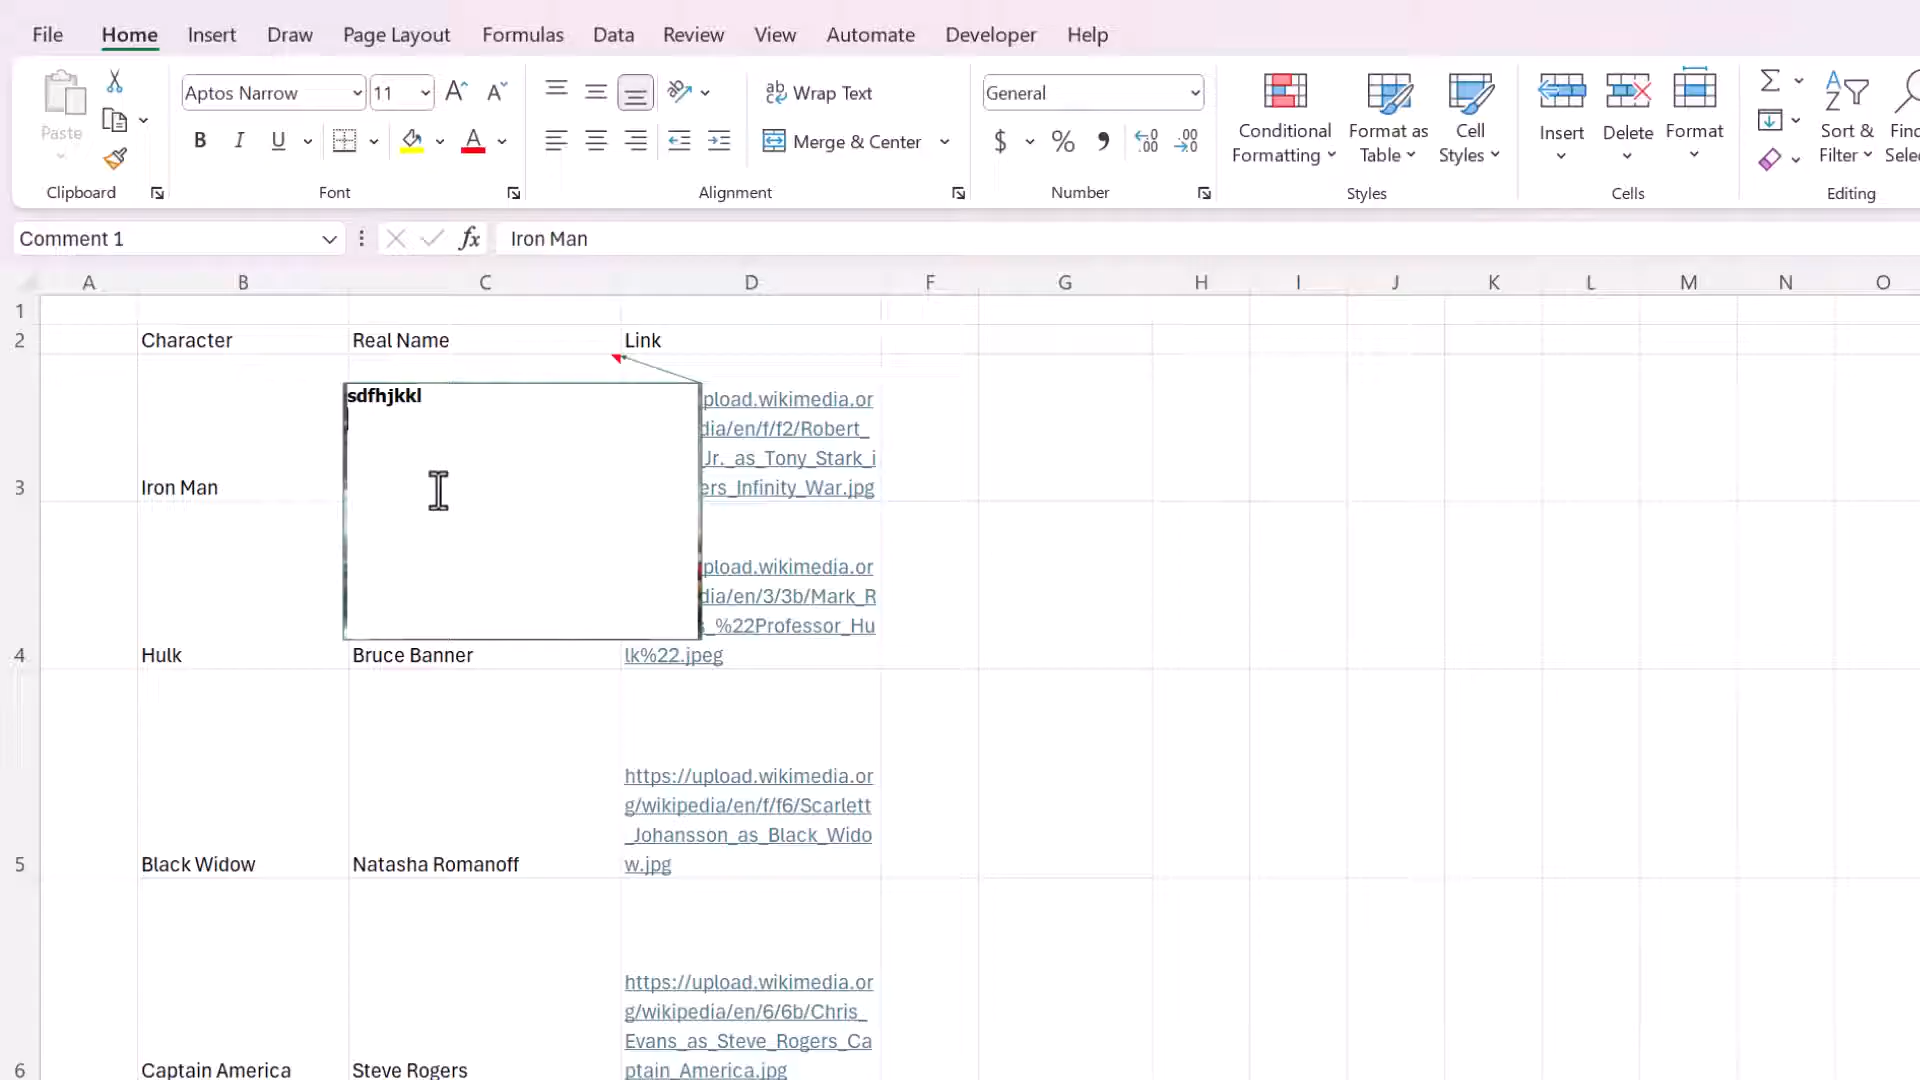 File Home Insert Draw Page Layout Formulas Data Review View Automate Developer Help
Aptos Narrow 11 A A ab Wrap Text General
Paste B I U A Merge & Center $ % , .00 .00 Conditional Formatting Format as Table Cell Styles Insert Delete Format Sort & Filter
Clipboard Font Alignment Number Styles Cells Editing
Comment 1 fx Iron Man
A B C D F G H I J K L M N O
1
2 Character Real Name Link
sdfhjkkl
pload.wikimedia.or
dia/en/f/f2/Robert_
Jr._as_Tony_Stark_i
3 Iron Man ers_Infinity_War.jpg
pload.wikimedia.or
dia/en/3/3b/Mark_R
_%22Professor_Hu
4 Hulk Bruce Banner lk%22.jpeg
https://upload.wikimedia.or
g/wikipedia/en/f/f6/Scarlett
_Johansson_as_Black_Wido
5 Black Widow Natasha Romanoff w.jpg
https://upload.wikimedia.or
g/wikipedia/en/6/6b/Chris_
Evans_as_Steve_Rogers_Ca
6 Captain America Steve Rogers ptain_America.jpg